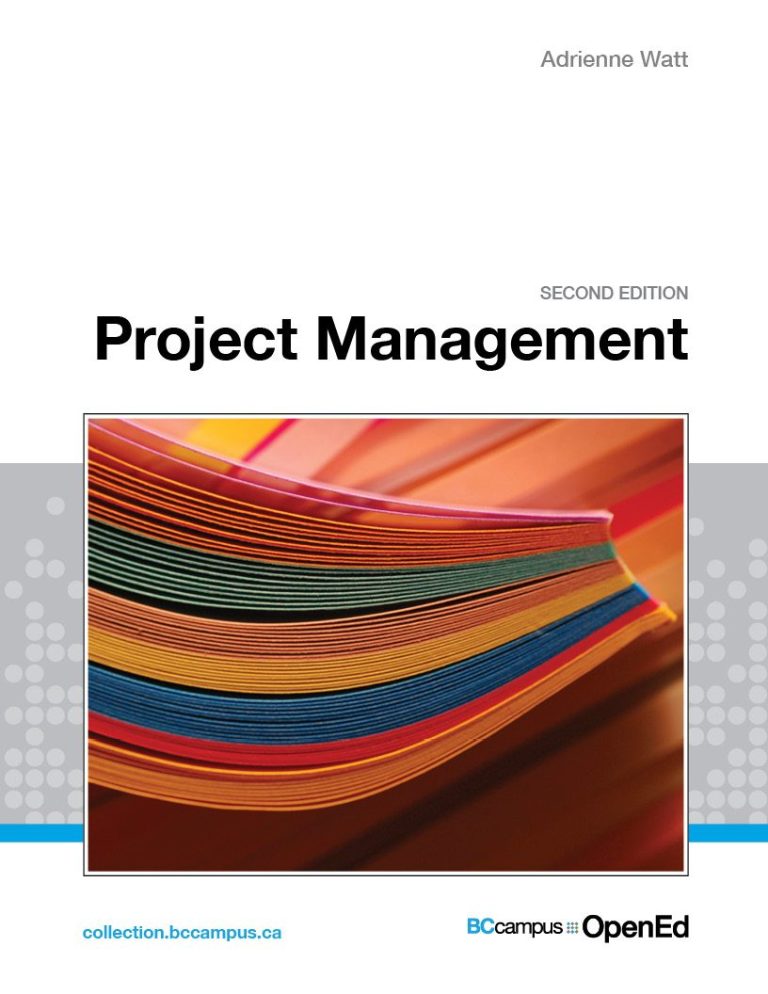 Adrienne Watt
SECOND EDITION
Project Management
collection.bccampus.ca
BCcampus OpenEd